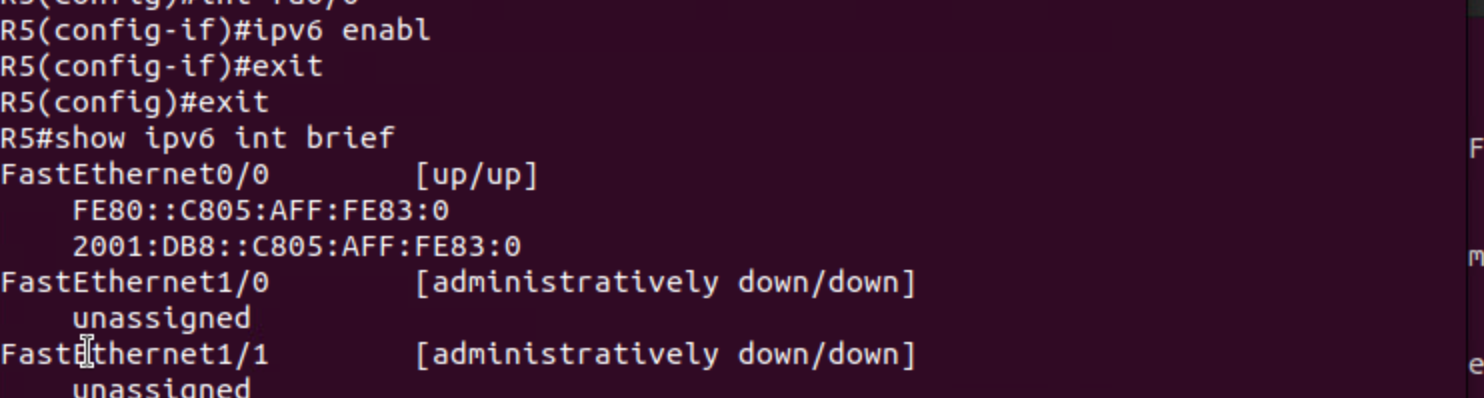 R5(config-if)#ipv6 enabl
R5(config-if)#exit
R5(config)#exit
R5#show ipv6 int brief
FastEthernet0/0        [up/up]
    FE80::C805:AFF:FE83:0
    2001:DB8::C805:AFF:FE83:0
FastEthernet1/0        [administratively down/down]
    unassigned
FastEthernet1/1        [administratively down/down]
    unassigned
F
m
e